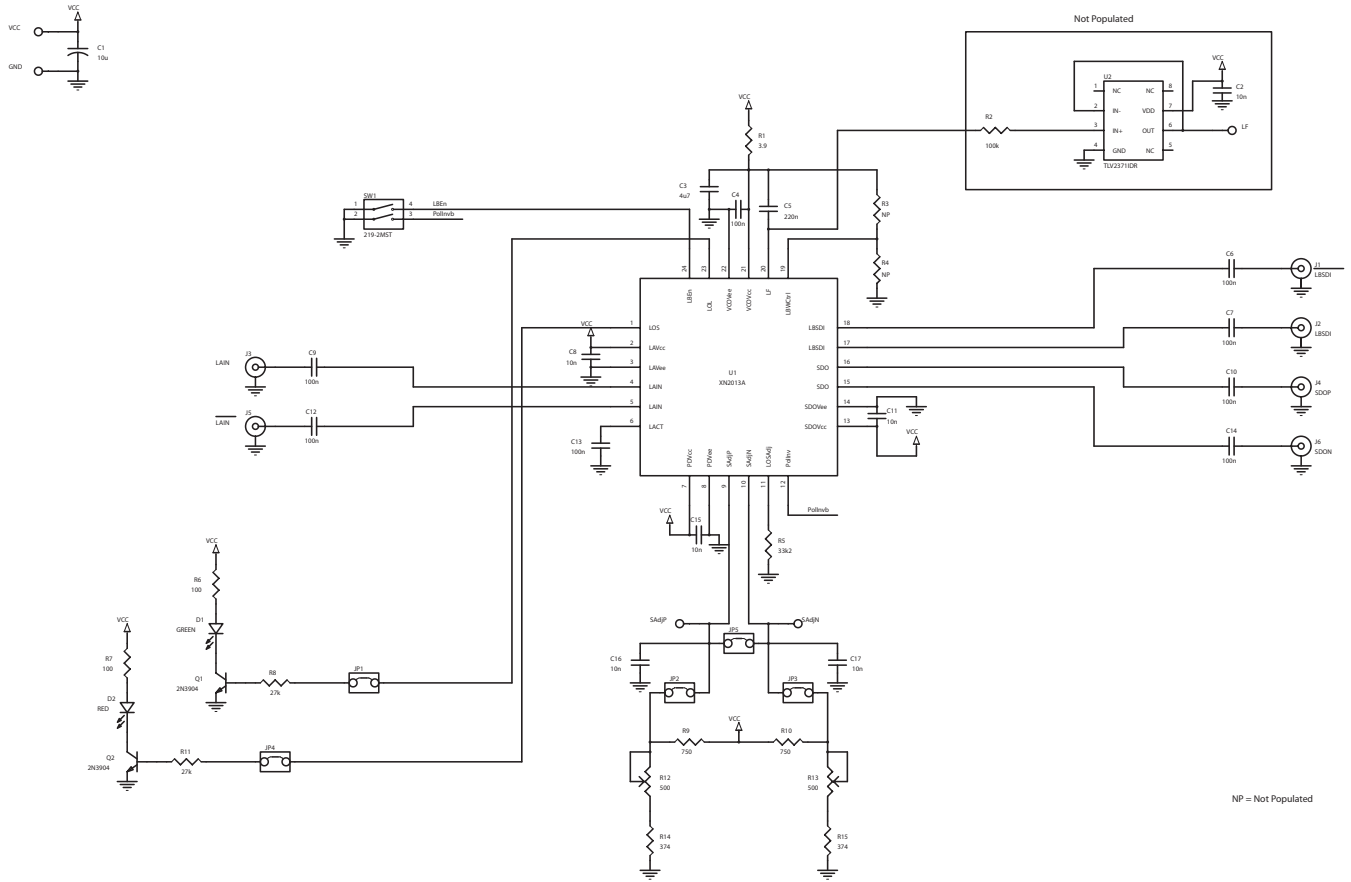 VCC
VCC
GND
C1
10u
Not Populated
U2
VCC
C2
10n
1 NC NC 8
2 IN- VDD 7
3 IN+ OUT 6
4 GND NC 5
TLV2371IDR
LF
R2
100k
VCC
R1
3.9
C3
4u7
C4
100n
C5
220n
R3
NP
R4
NP
SW1
1 4 LBEn
2 3 PolInvb
219-2MST
24 23 22 21 20 19
LBEn LOL VCOVee VCOVcc LF LBWCtrl
C6
100n
J1
LBSDI
C7
100n
J2
LBSDI
C10
100n
J4
SDOP
C14
100n
J6
SDON
VCC
C8
10n
1 LOS LBSDI 18
2 LAVcc LBSDI 17
3 LAVee SDO 16
4 LAIN SDO 15
5 LAIN SDOVee 14
6 LACT SDOVcc 13
U1
XN2013A
LAIN
J3
C9
100n
LAIN
J5
C12
100n
C11
10n
VCC
C13
100n
POVcc POVee SAdjP SAdjN LOSAdj PolInv
7 8 9 10 11 12
PolInvb
VCC
C15
10n
R5
33k2
VCC
R6
100
D1
GREEN
Q1
2N3904
R8
27k
JP1
VCC
R7
100
D2
RED
Q2
2N3904
R11
27k
JP4
SAdjP
SAdjN
JP5
C16
10n
C17
10n
JP2
JP3
VCC
R9
750
R10
750
R12
500
R13
500
R14
374
R15
374
NP = Not Populated